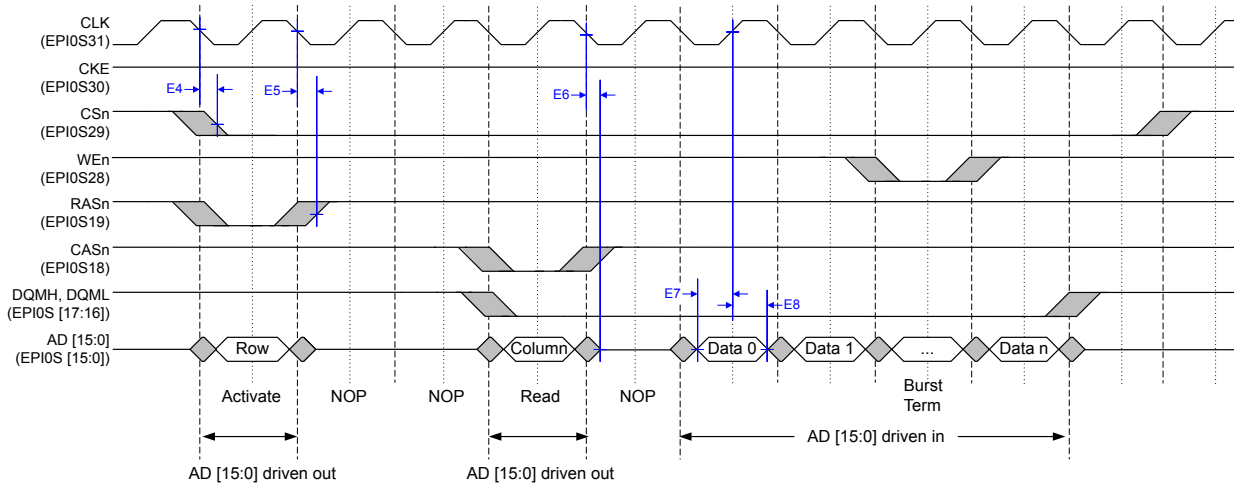 CLK
(EPI0S31)
CKE
(EPI0S30)
E4
E5
E6
CSn
(EPI0S29)
WEn
(EPI0S28)
RASn
(EPI0S19)
CASn
(EPI0S18)
DQMH, DQML
(EPI0S [17:16])
E7
E8
AD [15:0]
(EPI0S [15:0])
Row
Column
Data 0
Data 1
...
Data n
Activate
NOP
NOP
Read
NOP
Burst
Term
AD [15:0] driven in
AD [15:0] driven out
AD [15:0] driven out